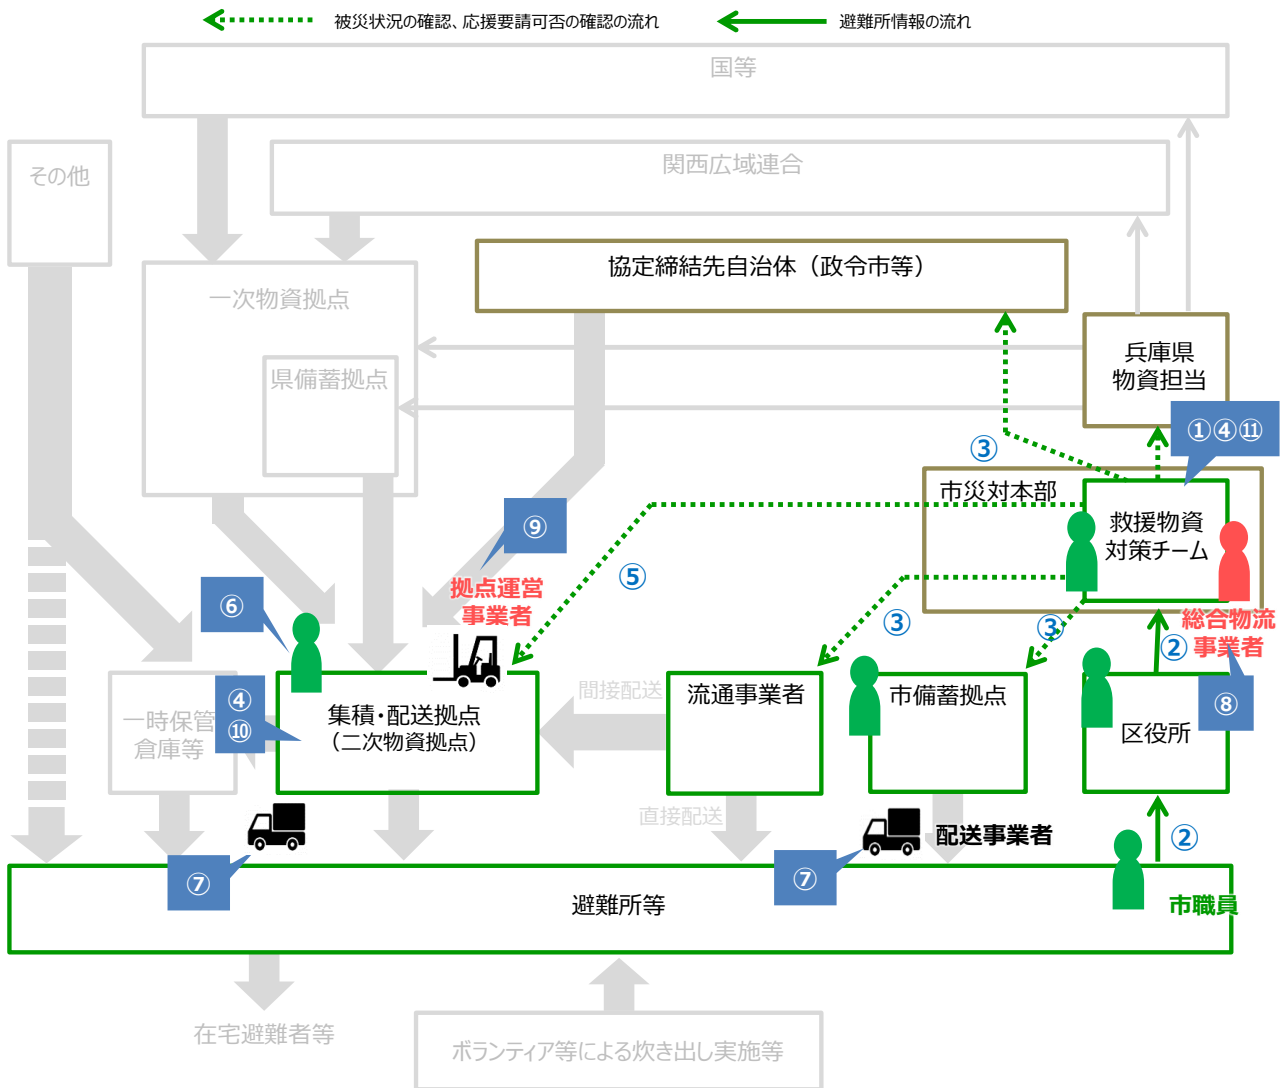 被災状況の確認、応援要請可否の確認の流れ
避難所情報の流れ
国等
その他
関西広域連合
協定締結先自治体（政令市等）
一次物資拠点
県備蓄拠点
兵庫県
物資担当
①④⑪
③
市災対本部
救援物資
対策チーム
⑨
⑤
拠点運営
事業者
⑥
③
③
総合物流
事業者
②
④
⑩
一時保管
倉庫等
集積・配送拠点
（二次物資拠点）
間接配送
流通事業者
市備蓄拠点
区役所
⑧
直接配送
配送事業者
②
⑦
⑦
避難所等
市職員
在宅避難者等
ボランティア等による炊き出し実施等